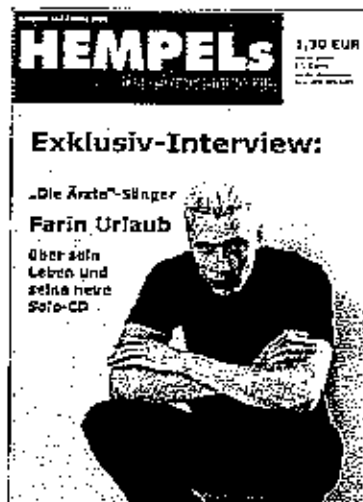 HEMPELs
1,30 EUR
Exklusiv-Interview:
„Die Ärzte“-Sänger
Farin Urlaub
über sein
Leben und
seine neue
Solo-CD